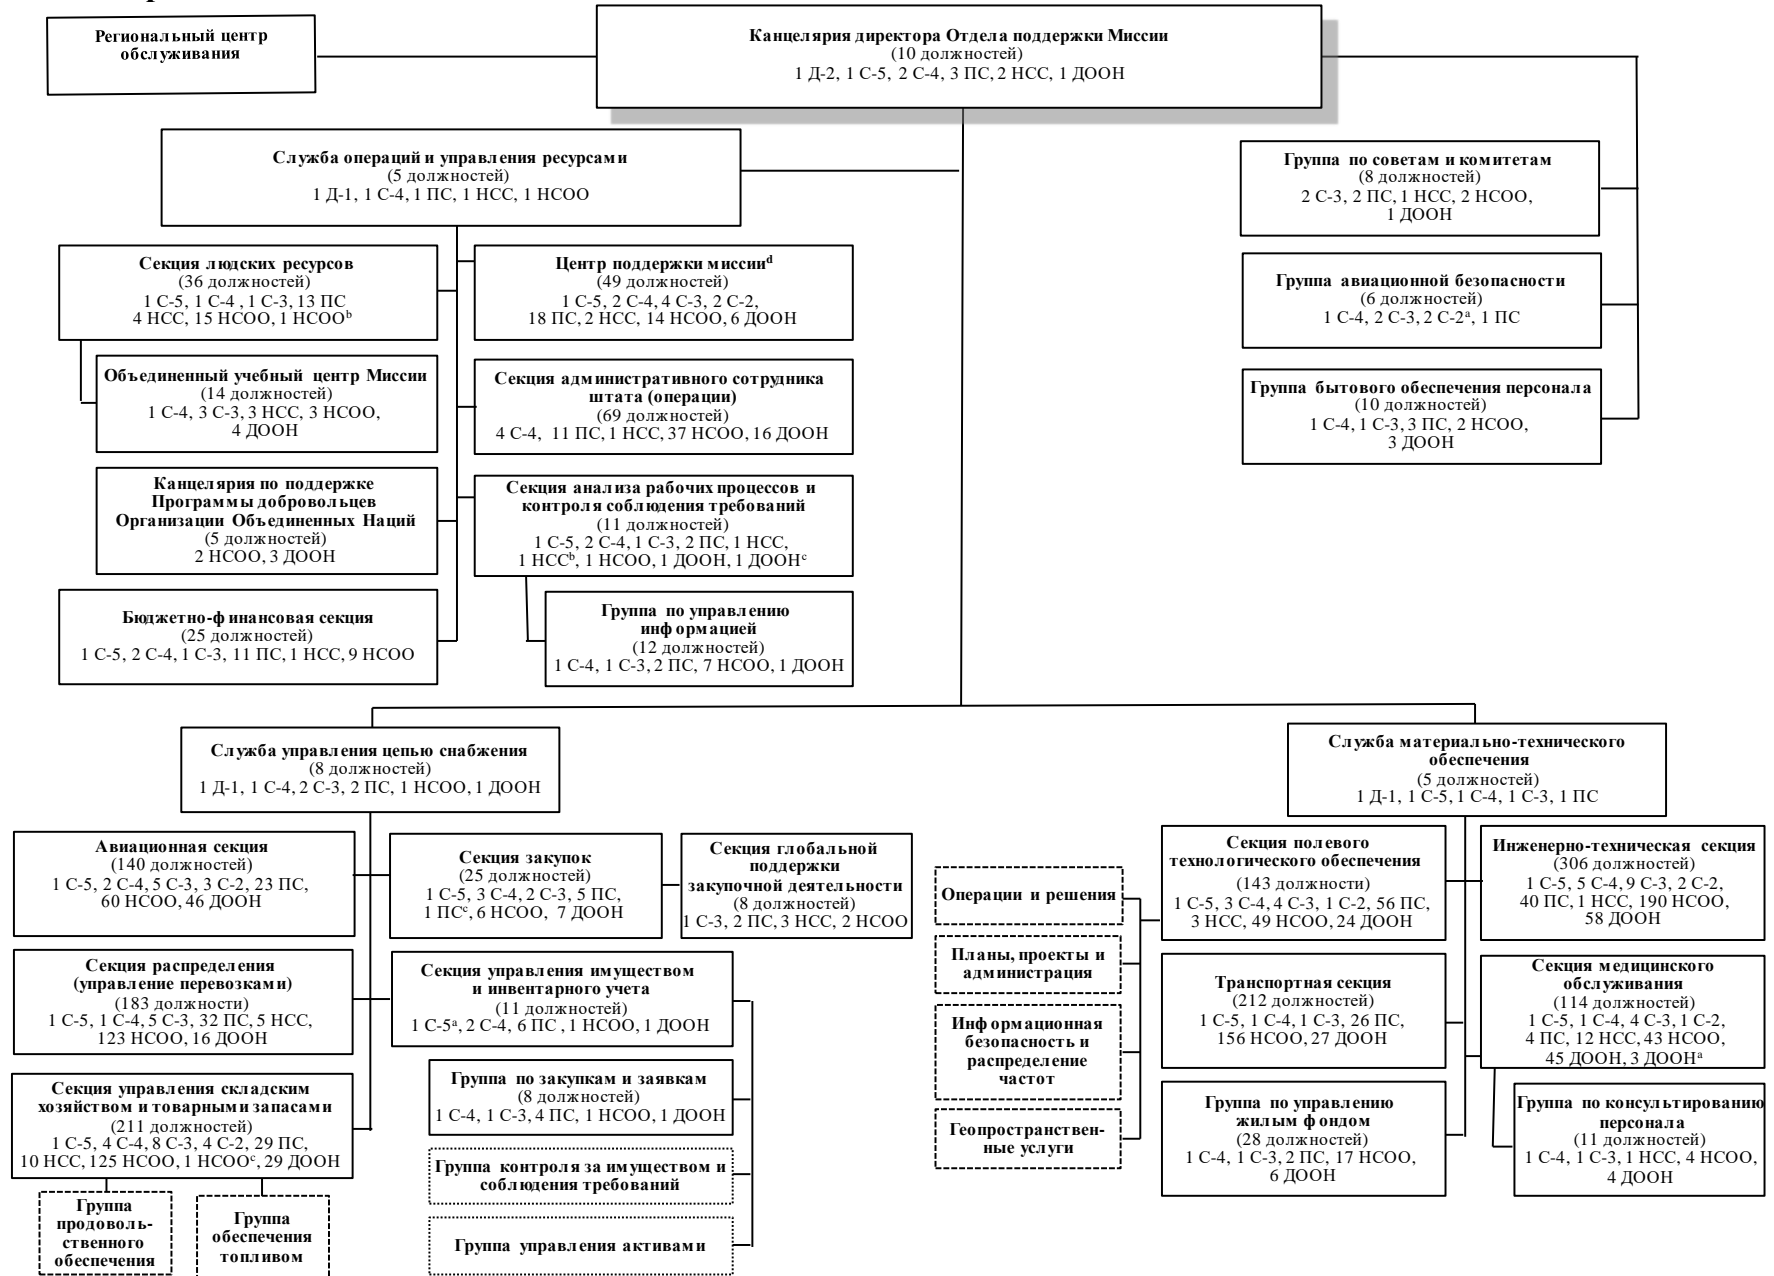 Региональный центр
обслуживания
Канцелярия директора Отдела поддержки Миссии
(10 должностей)
1 Д-2, 1 С-5, 2 С-4, 3 ПС, 2 НСС, 1 ДООН
Служба операций и управления ресурсами
(5 должностей)
1 Д-1, 1 С-4, 1 ПС, 1 НСС, 1 НСОО
Группа по советам и комитетам
(8 должностей)
2 С-3, 2 ПС, 1 НСС, 2 НСОО,
1 ДООН
Группа авиационной безопасности
(6 должностей)
1 С-4, 2 С-3, 2 С-2ᵃ, 1 ПС
Группа бытового обеспечения персонала
(10 должностей)
1 С-4, 1 С-3, 3 ПС, 2 НСОО,
3 ДООН
Секция людских ресурсов
(36 должностей)
1 С-5, 1 С-4 , 1 С-3, 13 ПС
4 НСС, 15 НСОО, 1 НСООᵇ
Центр поддержки миссииᵈ
(49 должностей)
1 С-5, 2 С-4, 4 С-3, 2 С-2,
18 ПС, 2 НСС, 14 НСОО, 6 ДООН
Объединенный учебный центр Миссии
(14 должностей)
1 С-4, 3 С-3, 3 НСС, 3 НСОО,
4 ДООН
Секция административного сотрудника
штата (операции)
(69 должностей)
4 С-4, 11 ПС, 1 НСС, 37 НСОО, 16 ДООН
Канцелярия по поддержке
Программы добровольцев
Организации Объединенных Наций
(5 должностей)
2 НСОО, 3 ДООН
Секция анализа рабочих процессов и
контроля соблюдения требований
(11 должностей)
1 С-5, 2 С-4, 1 С-3, 2 ПС, 1 НСС,
1 НССᵇ, 1 НСОО, 1 ДООН, 1 ДООНᶜ
Бюджетно-финансовая секция
(25 должностей)
1 С-5, 2 С-4, 1 С-3, 11 ПС, 1 НСС, 9 НСОО
Группа по управлению
информацией
(12 должностей)
1 С-4, 1 С-3, 2 ПС, 7 НСОО, 1 ДООН
Служба управления цепью снабжения
(8 должностей)
1 Д-1, 1 С-4, 2 С-3, 2 ПС, 1 НСОО, 1 ДООН
Служба материально-технического
обеспечения
(5 должностей)
1 Д-1, 1 С-5, 1 С-4, 1 С-3, 1 ПС
Авиационная секция
(140 должностей)
1 С-5, 2 С-4, 5 С-3, 3 С-2, 23 ПС,
60 НСОО, 46 ДООН
Секция закупок
(25 должностей)
1 С-5, 3 С-4, 2 С-3, 5 ПС,
1 ПСᶜ, 6 НСОО, 7 ДООН
Секция глобальной
поддержки
закупочной деятельности
(8 должностей)
1 С-3, 2 ПС, 3 НСС, 2 НСОО
Секция распределения
(управление перевозками)
(183 должности)
1 С-5, 1 С-4, 5 С-3, 32 ПС, 5 НСС,
123 НСОО, 16 ДООН
Секция управления имуществом
и инвентарного учета
(11 должностей)
1 С-5ᵃ, 2 С-4, 6 ПС , 1 НСОО, 1 ДООН
Секция управления складским
хозяйством и товарными запасами
(211 должностей)
1 С-5, 4 С-4, 8 С-3, 4 С-2, 29 ПС,
10 НСС, 125 НСОО, 1 НСООᶜ, 29 ДООН
Группа по закупкам и заявкам
(8 должностей)
1 С-4, 1 С-3, 4 ПС, 1 НСОО, 1 ДООН
Группа контроля за имуществом и
соблюдения требований
Группа управления активами
Группа
продоволь-
ственного
обеспечения
Группа
обеспечения
топливом
Операции и решения
Планы, проекты и
администрация
Информационная
безопасность и
распределение
частот
Геопространствен-
ные услуги
Секция полевого
технологического обеспечения
(143 должности)
1 С-5, 3 С-4, 4 С-3, 1 С-2, 56 ПС,
3 НСС, 49 НСОО, 24 ДООН
Инженерно-техническая секция
(306 должностей)
1 С-5, 5 С-4, 9 С-3, 2 С-2,
40 ПС, 1 НСС, 190 НСОО,
58 ДООН
Транспортная секция
(212 должностей)
1 С-5, 1 С-4, 1 С-3, 26 ПС,
156 НСОО, 27 ДООН
Секция медицинского
обслуживания
(114 должностей)
1 С-5, 1 С-4, 4 С-3, 1 С-2,
4 ПС, 12 НСС, 43 НСОО,
45 ДООН, 3 ДООНᵃ
Группа по управлению
жилым фондом
(28 должностей)
1 С-4, 1 С-3, 2 ПС, 17 НСОО,
6 ДООН
Группа по консультированию
персонала
(11 должностей)
1 С-4, 1 С-3, 1 НСС, 4 НСОО,
4 ДООН